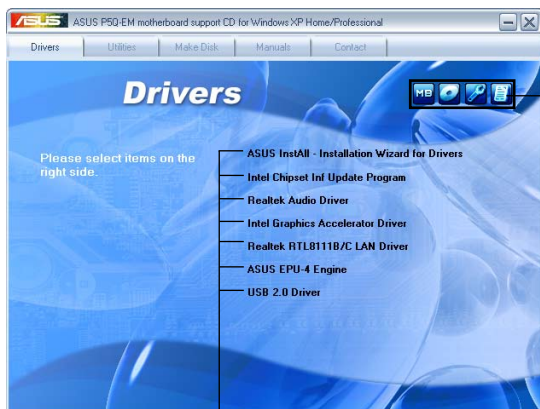 ASUS ASUS P5Q-EM motherboard support CD for Windows XP Home/Professional
Drivers Utilities Make Disk Manuals Contact
Drivers
MB
Please select items on the
right side.
ASUS InstAll - Installation Wizard for Drivers
Intel Chipset Inf Update Program
Realtek Audio Driver
Intel Graphics Accelerator Driver
Realtek RTL8111B/C LAN Driver
ASUS EPU-4 Engine
USB 2.0 Driver